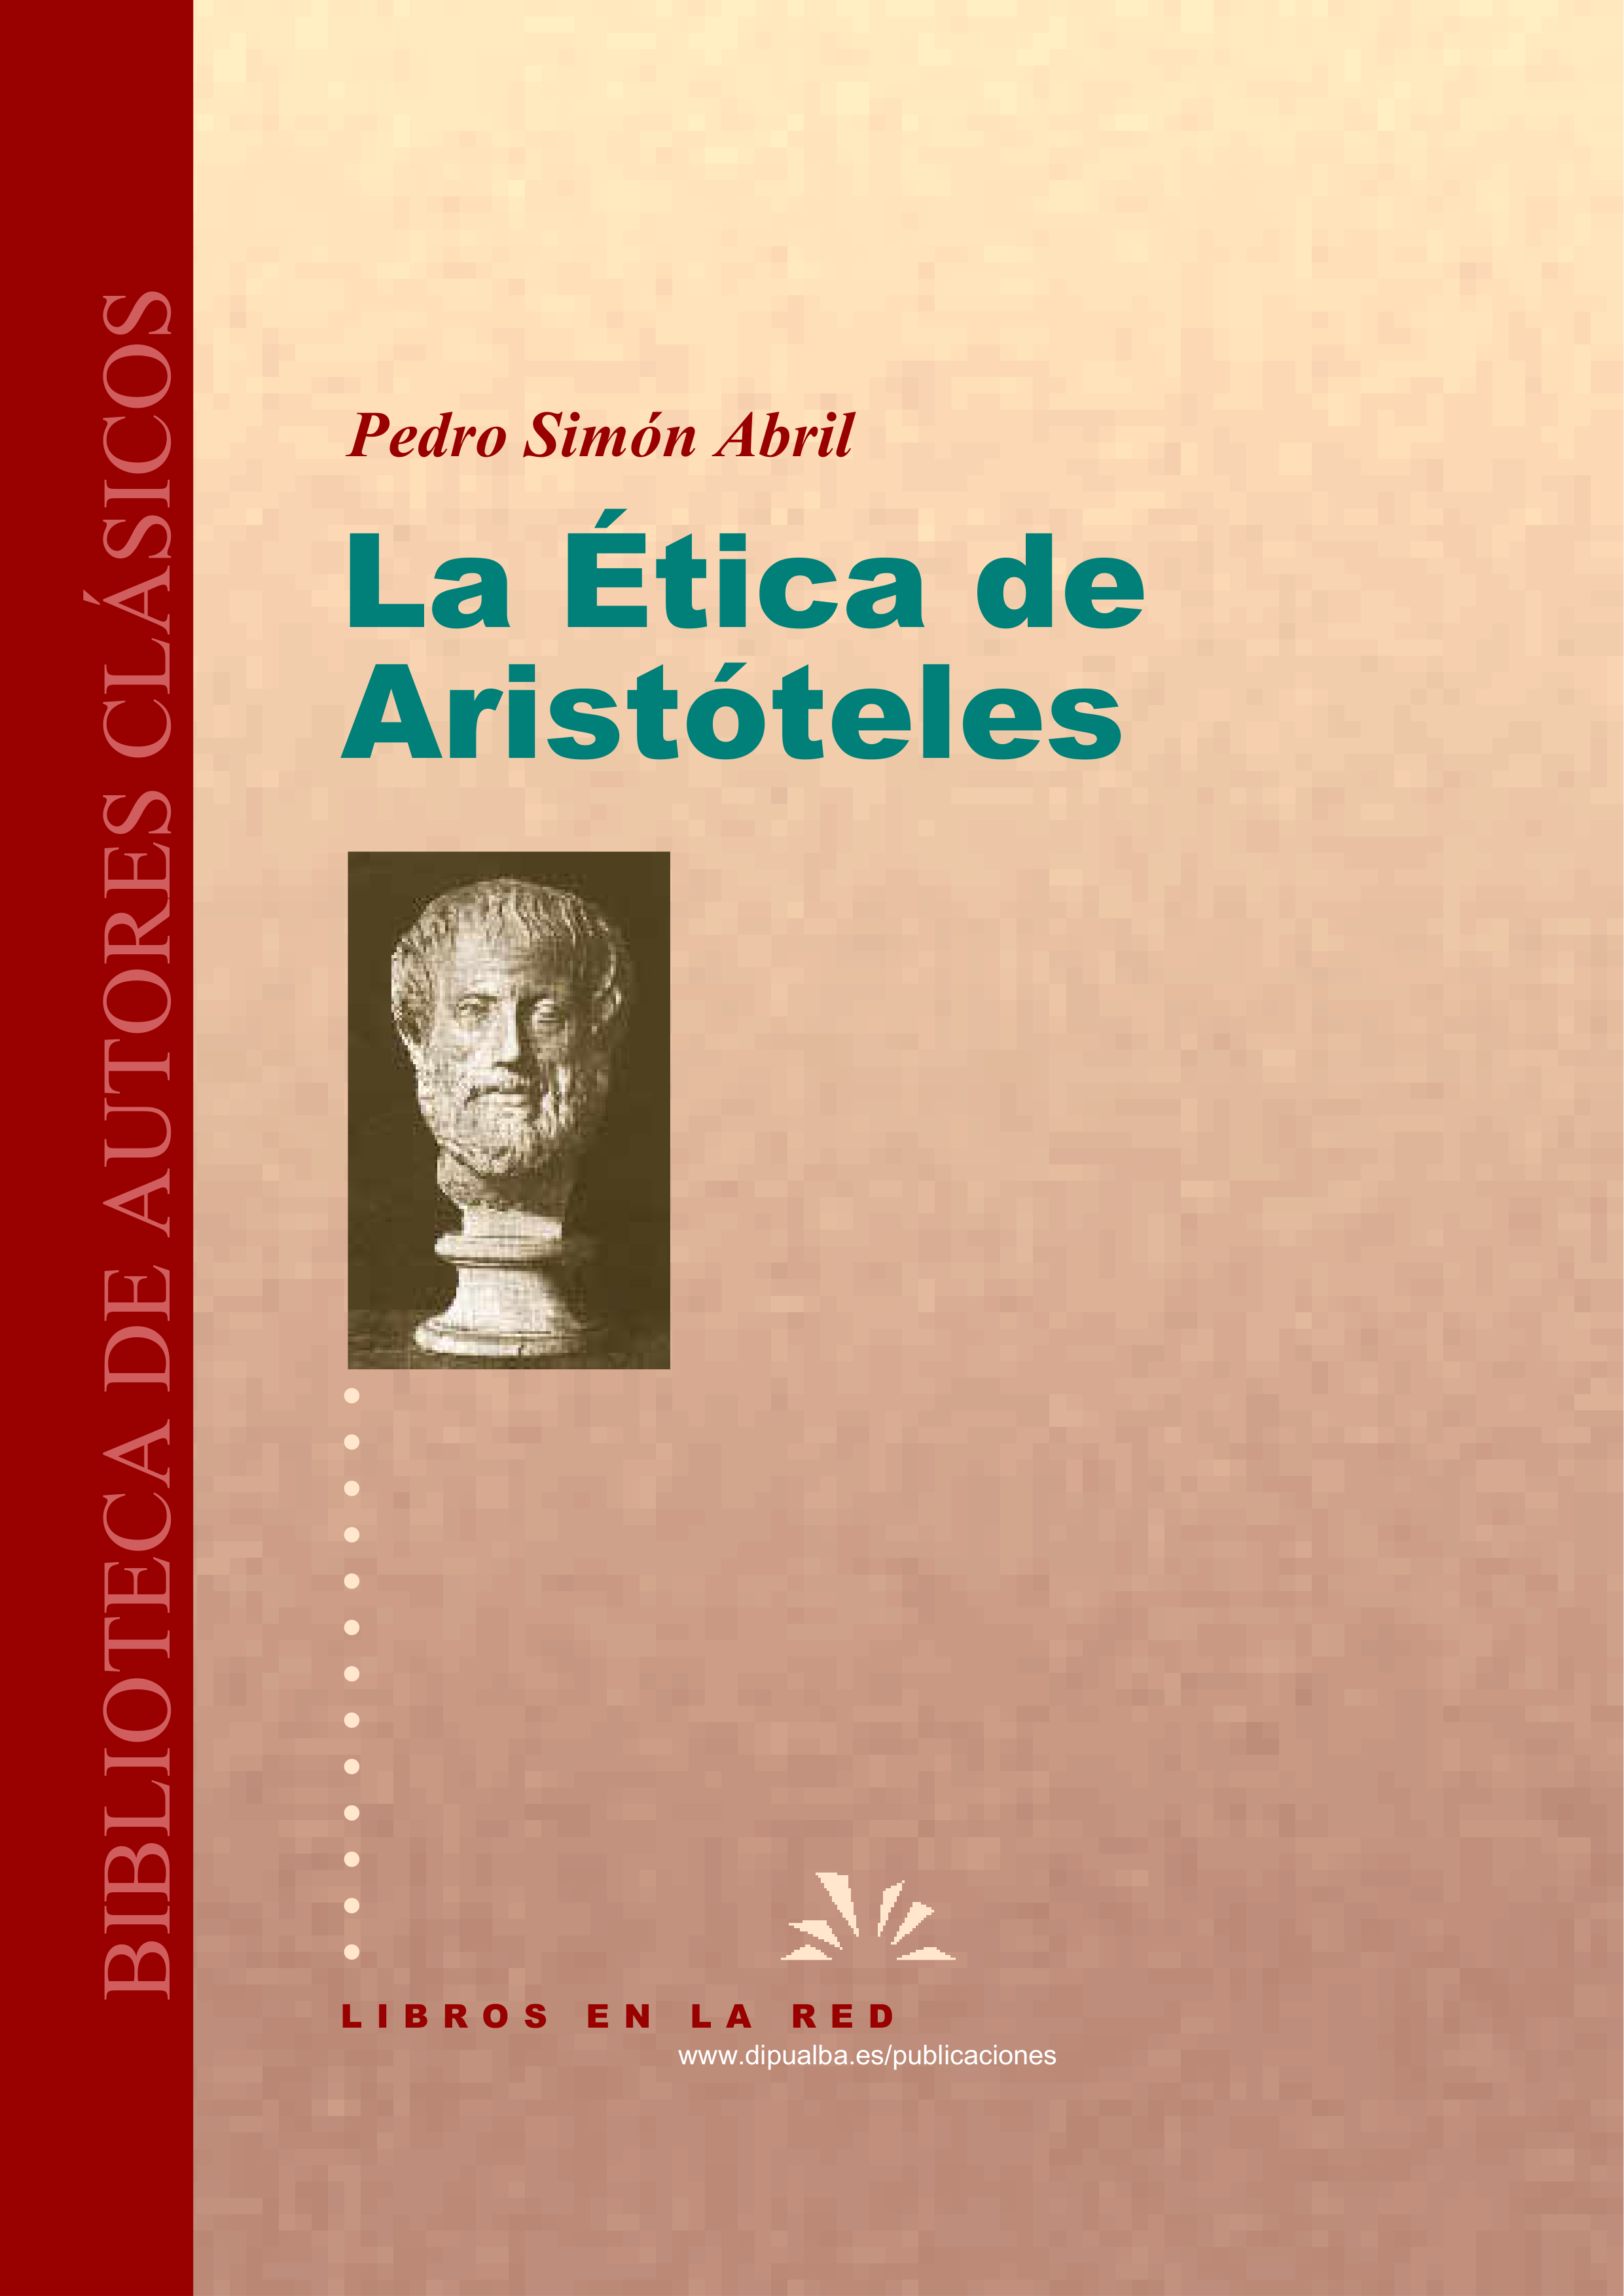 BIBLIOTECA DE AUTORES CLÁSICOS
Pedro Simón Abril
La Ética de
Aristóteles
LIBROS EN LA RED
www.dipualba.es/publicaciones